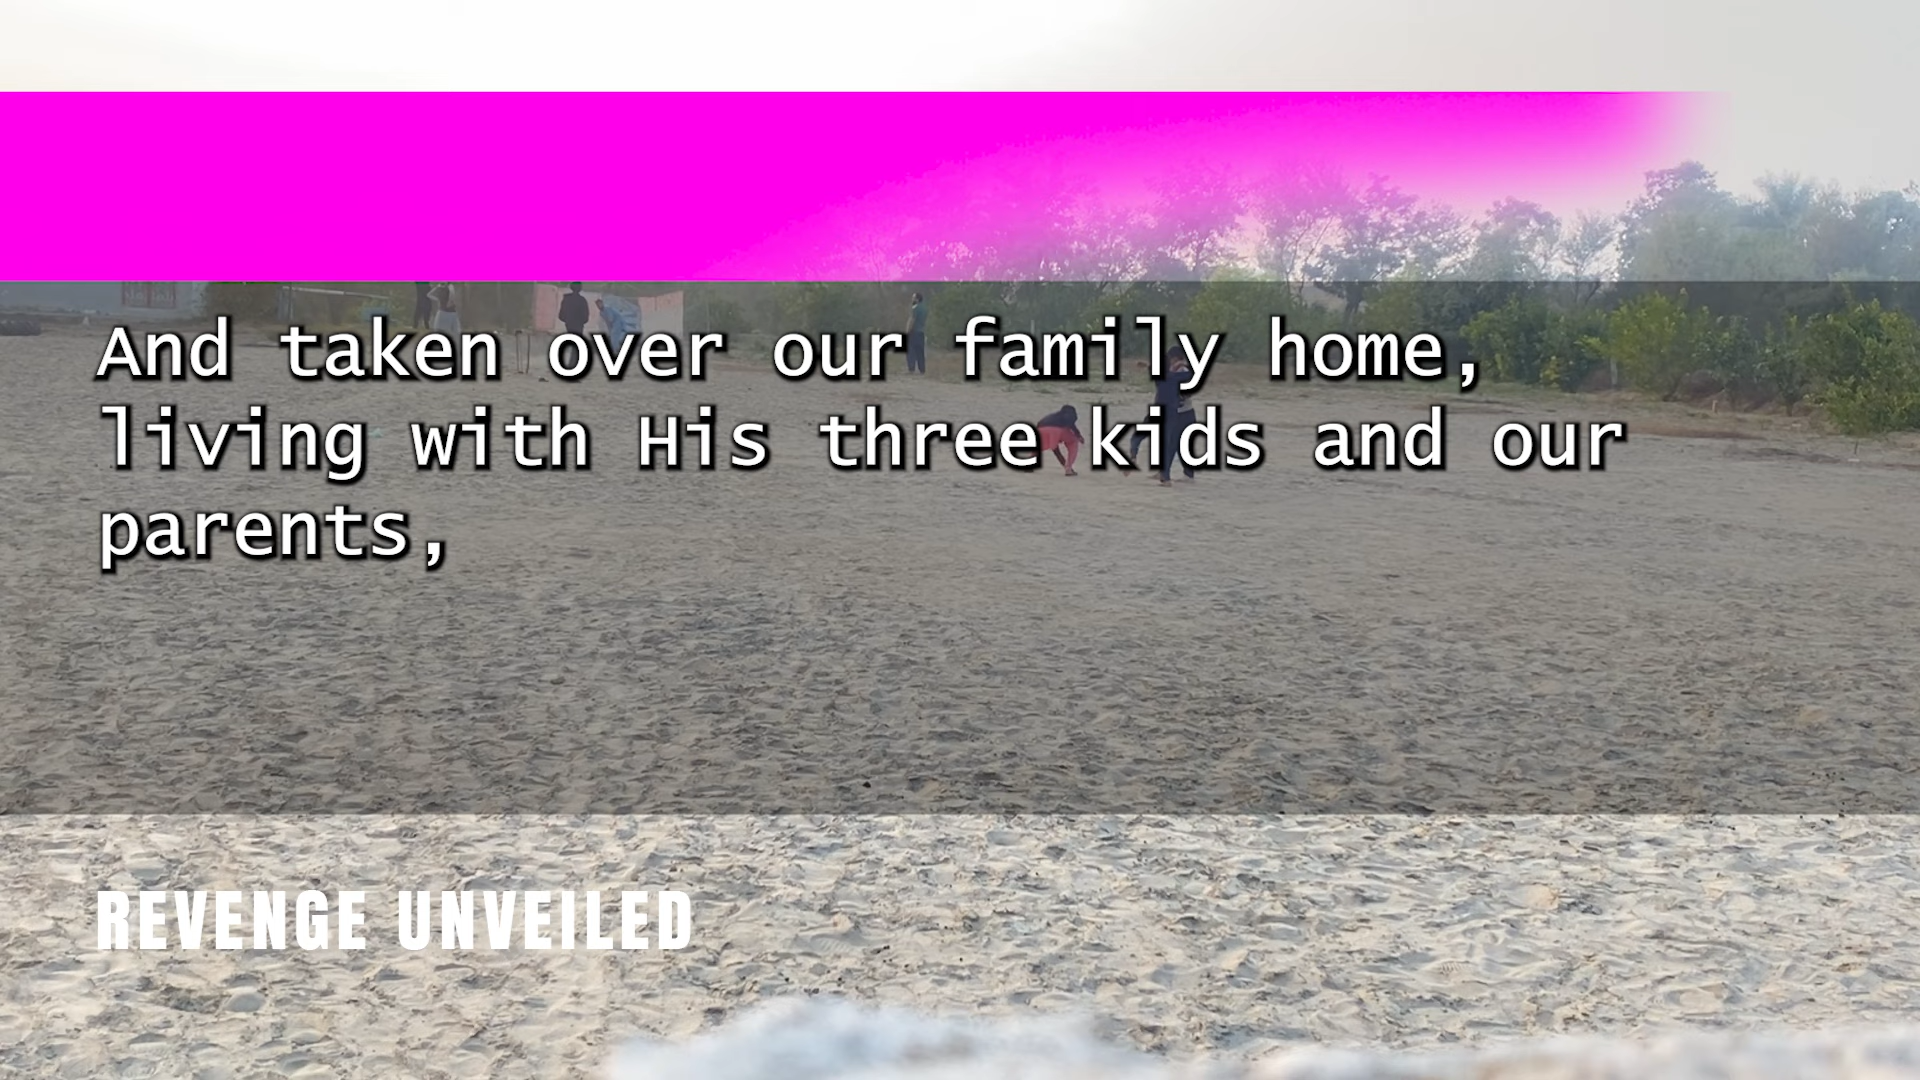 And taken over our family home,
living with His three kids and our
parents,
REVENGE UNVEILED